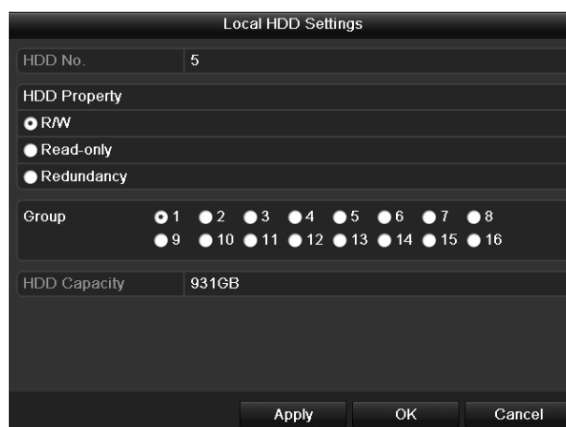 Local HDD Settings
HDD No. 5
HDD Property
R/W
Read-only
Redundancy
Group 1 2 3 4 5 6 7 8
9 10 11 12 13 14 15 16
HDD Capacity 931GB
Apply OK Cancel